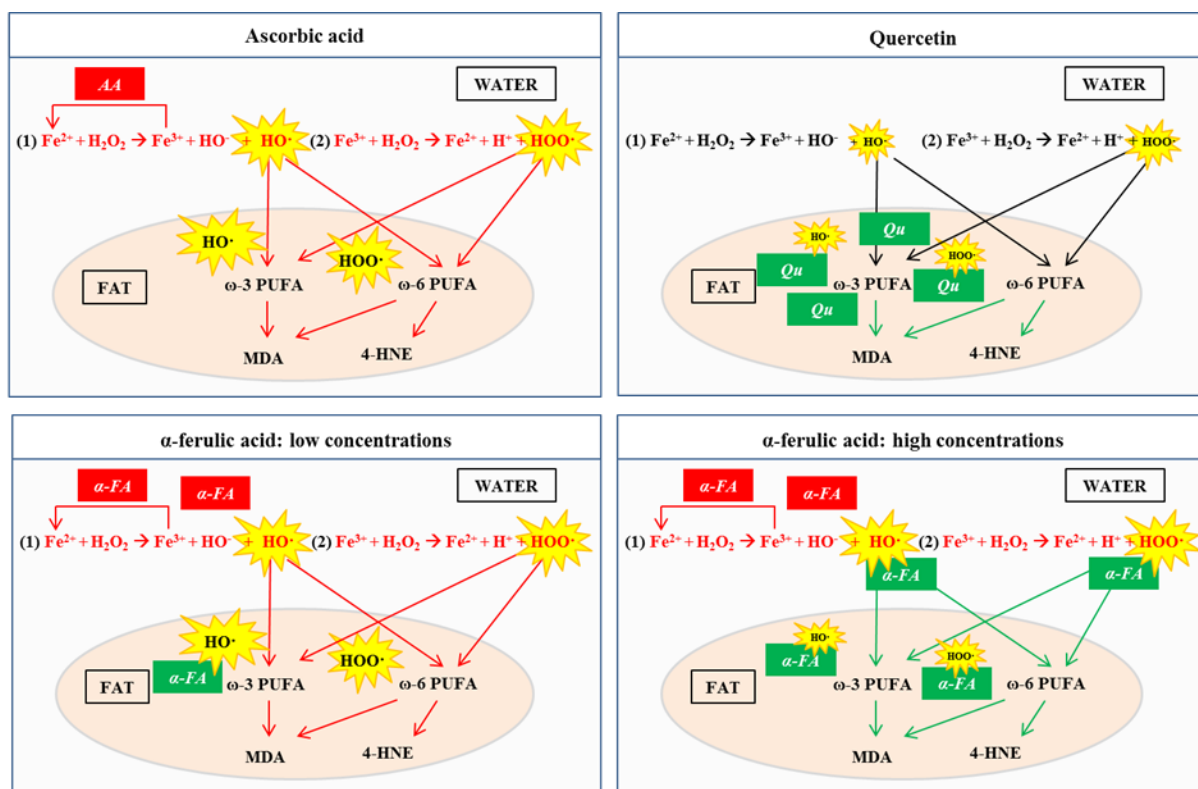 Ascorbic acid
AA
WATER
(1) Fe²⁺ + H₂O₂ → Fe³⁺ + HO⁻ + HO· (2) Fe³⁺ + H₂O₂ → Fe²⁺ + H⁺ + HOO·
HO·
HOO·
FAT
ω-3 PUFA
ω-6 PUFA
MDA
4-HNE
Quercetin
WATER
(1) Fe²⁺ + H₂O₂ → Fe³⁺ + HO⁻ + HO· (2) Fe³⁺ + H₂O₂ → Fe²⁺ + H⁺ + HOO·
Qu
HO·
HOO·
Qu
Qu
FAT
ω-3 PUFA
ω-6 PUFA
Qu
MDA
4-HNE
α-ferulic acid: low concentrations
α-FA
α-FA
WATER
(1) Fe²⁺ + H₂O₂ → Fe³⁺ + HO⁻ + HO· (2) Fe³⁺ + H₂O₂ → Fe²⁺ + H⁺ + HOO·
HO·
HOO·
FAT
α-FA
ω-3 PUFA
ω-6 PUFA
MDA
4-HNE
α-ferulic acid: high concentrations
α-FA
α-FA
WATER
(1) Fe²⁺ + H₂O₂ → Fe³⁺ + HO⁻ + HO· (2) Fe³⁺ + H₂O₂ → Fe²⁺ + H⁺ + HOO·
α-FA
α-FA
HO·
HOO·
α-FA
FAT
ω-3 PUFA
α-FA
ω-6 PUFA
MDA
4-HNE